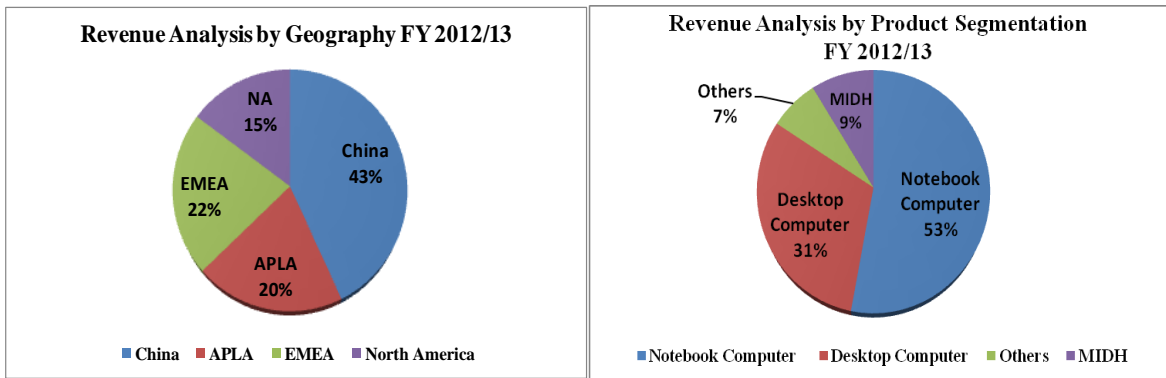 Revenue Analysis by Geography FY 2012/13
NA
15%
China
43%
EMEA
22%
APLA
20%
China APLA EMEA North America
Revenue Analysis by Product Segmentation
FY 2012/13
Others
7%
MIDH
9%
Notebook
Computer
53%
Desktop
Computer
31%
Notebook Computer Desktop Computer Others MIDH